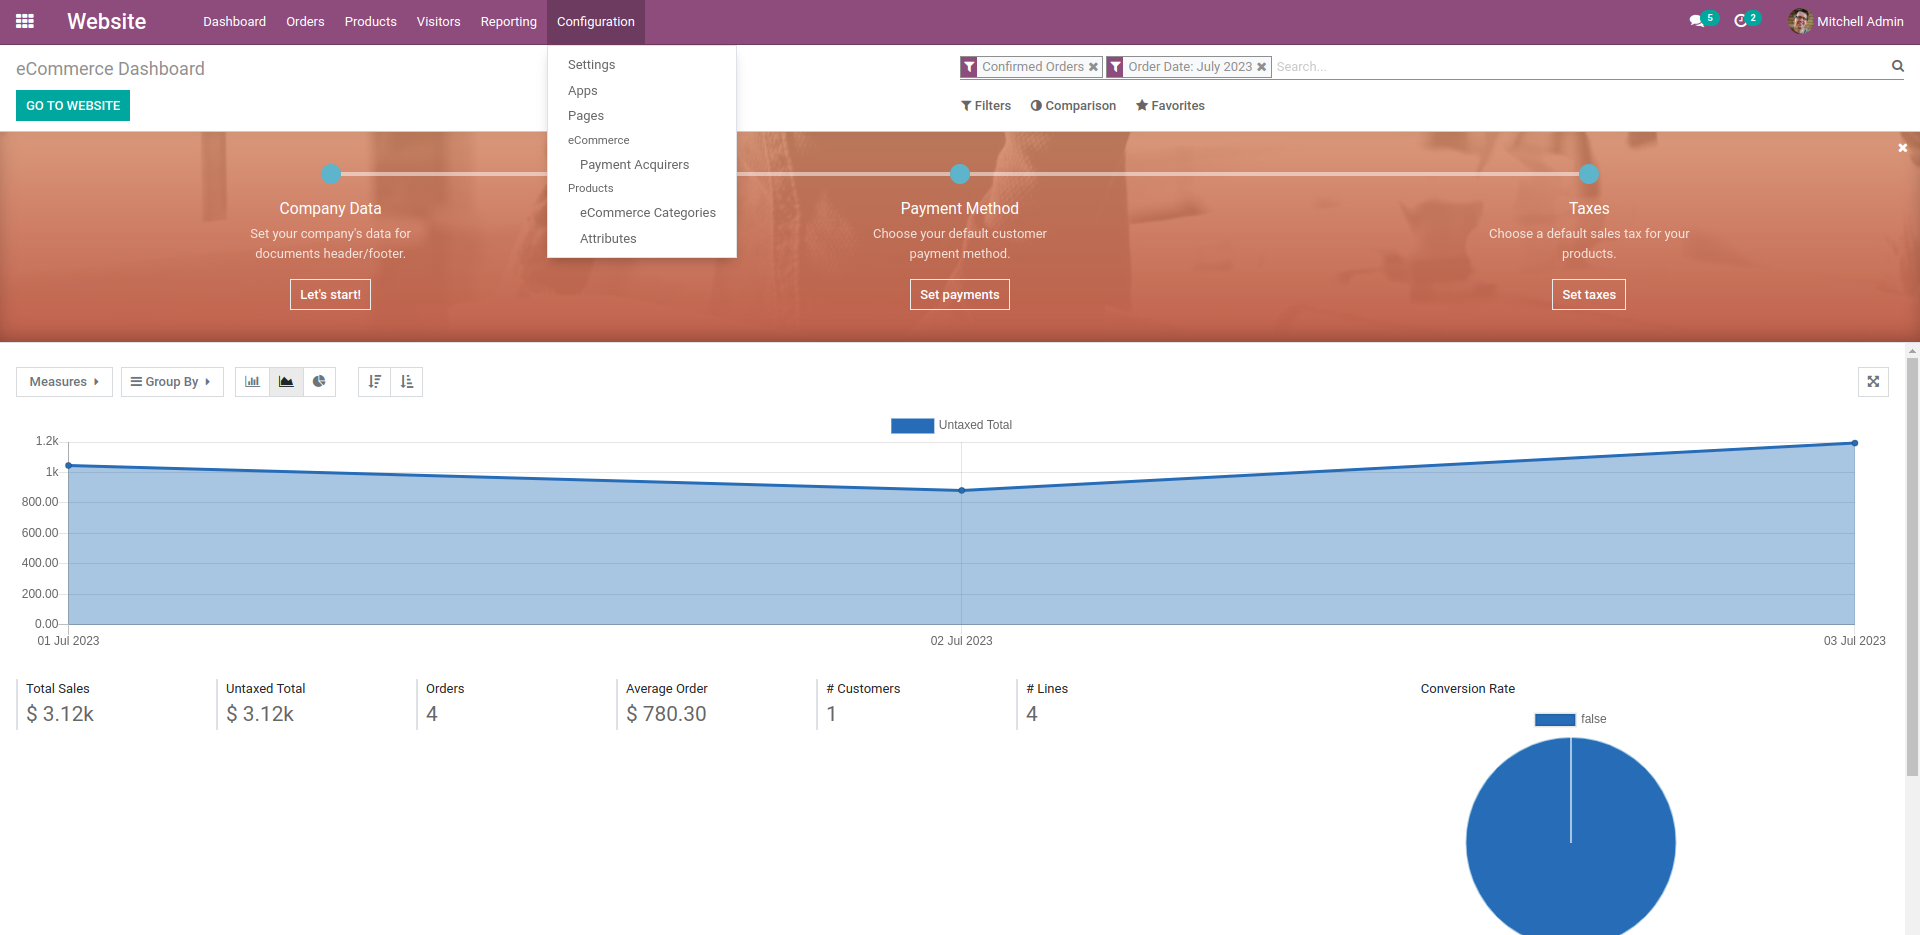 Website
Dashboard
Orders
Products
Visitors
Reporting
Configuration
5
2
Mitchell Admin
eCommerce Dashboard
GO TO WEBSITE
Settings
Apps
Pages
eCommerce
Payment Acquirers
Products
eCommerce Categories
Attributes
Confirmed Orders
Order Date: July 2023
Search...
Filters
Comparison
Favorites
Company Data
Set your company's data for
documents header/footer.
Let's start!
Payment Method
Choose your default customer
payment method.
Set payments
Taxes
Choose a default sales tax for your
products.
Set taxes
Measures
Group By
Untaxed Total
1.2k
1k
800.00
600.00
400.00
200.00
0.00
01 Jul 2023
02 Jul 2023
03 Jul 2023
Total Sales
$ 3.12k
Untaxed Total
$ 3.12k
Orders
4
Average Order
$ 780.30
# Customers
1
# Lines
4
Conversion Rate
false